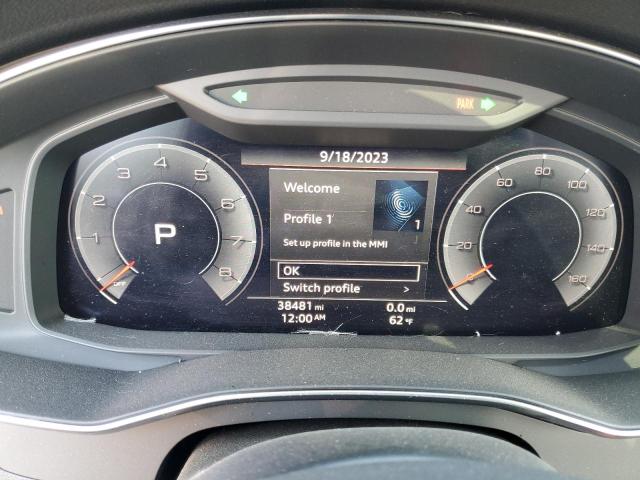 PARK
9/18/2023
Welcome
Profile 1
1
Set up profile in the MMI
OK
Switch profile >
38481 mi 0.0 mi
12:00 AM 62 °F
P
OFF
1
2
3
4
5
6
7
8
0
20
40
60
80
100
120
140
160